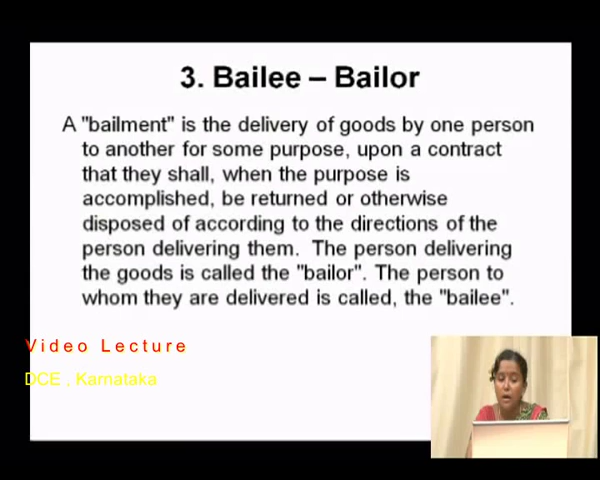 3. Bailee – Bailor
A "bailment" is the delivery of goods by one person
to another for some purpose, upon a contract
that they shall, when the purpose is
accomplished, be returned or otherwise
disposed of according to the directions of the
person delivering them. The person delivering
the goods is called the "bailor". The person to
whom they are delivered is called, the "bailee".
Video Lecture
DCE , Karnataka